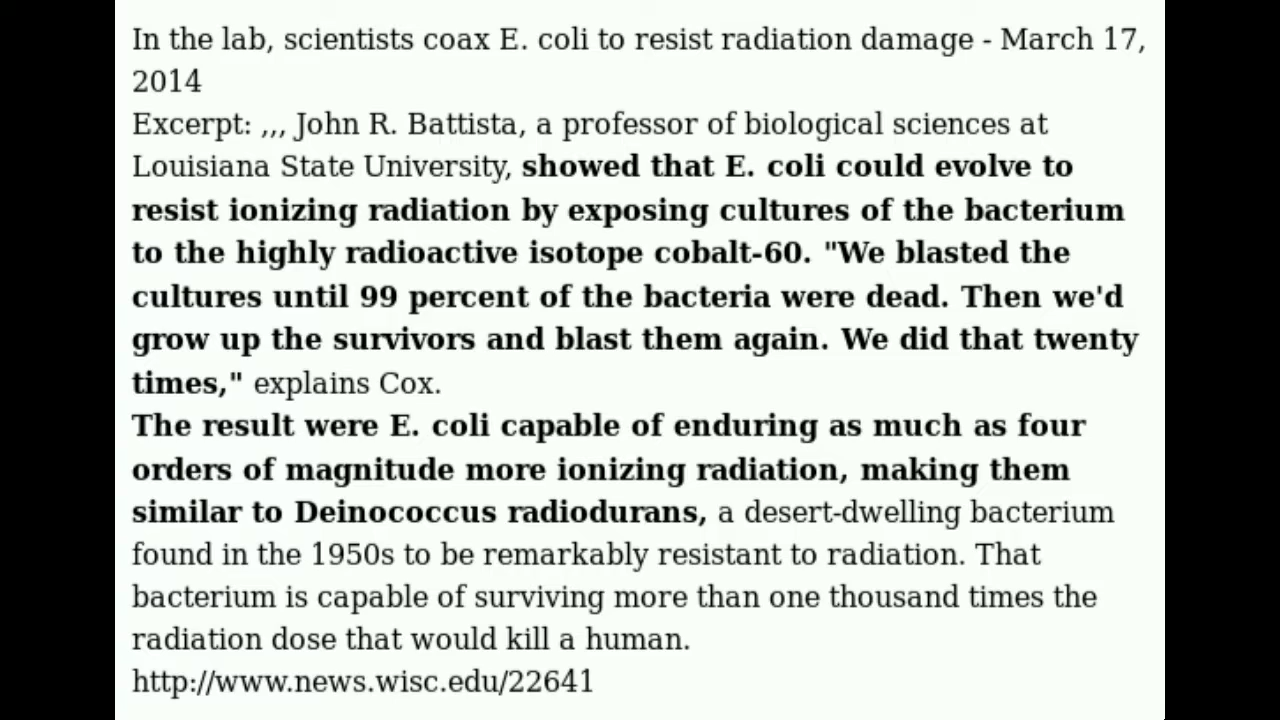 In the lab, scientists coax E. coli to resist radiation damage - March 17,
2014
Excerpt: ,,, John R. Battista, a professor of biological sciences at
Louisiana State University, showed that E. coli could evolve to
resist ionizing radiation by exposing cultures of the bacterium
to the highly radioactive isotope cobalt-60. "We blasted the
cultures until 99 percent of the bacteria were dead. Then we'd
grow up the survivors and blast them again. We did that twenty
times," explains Cox.
The result were E. coli capable of enduring as much as four
orders of magnitude more ionizing radiation, making them
similar to Deinococcus radiodurans, a desert-dwelling bacterium
found in the 1950s to be remarkably resistant to radiation. That
bacterium is capable of surviving more than one thousand times the
radiation dose that would kill a human.
http://www.news.wisc.edu/22641